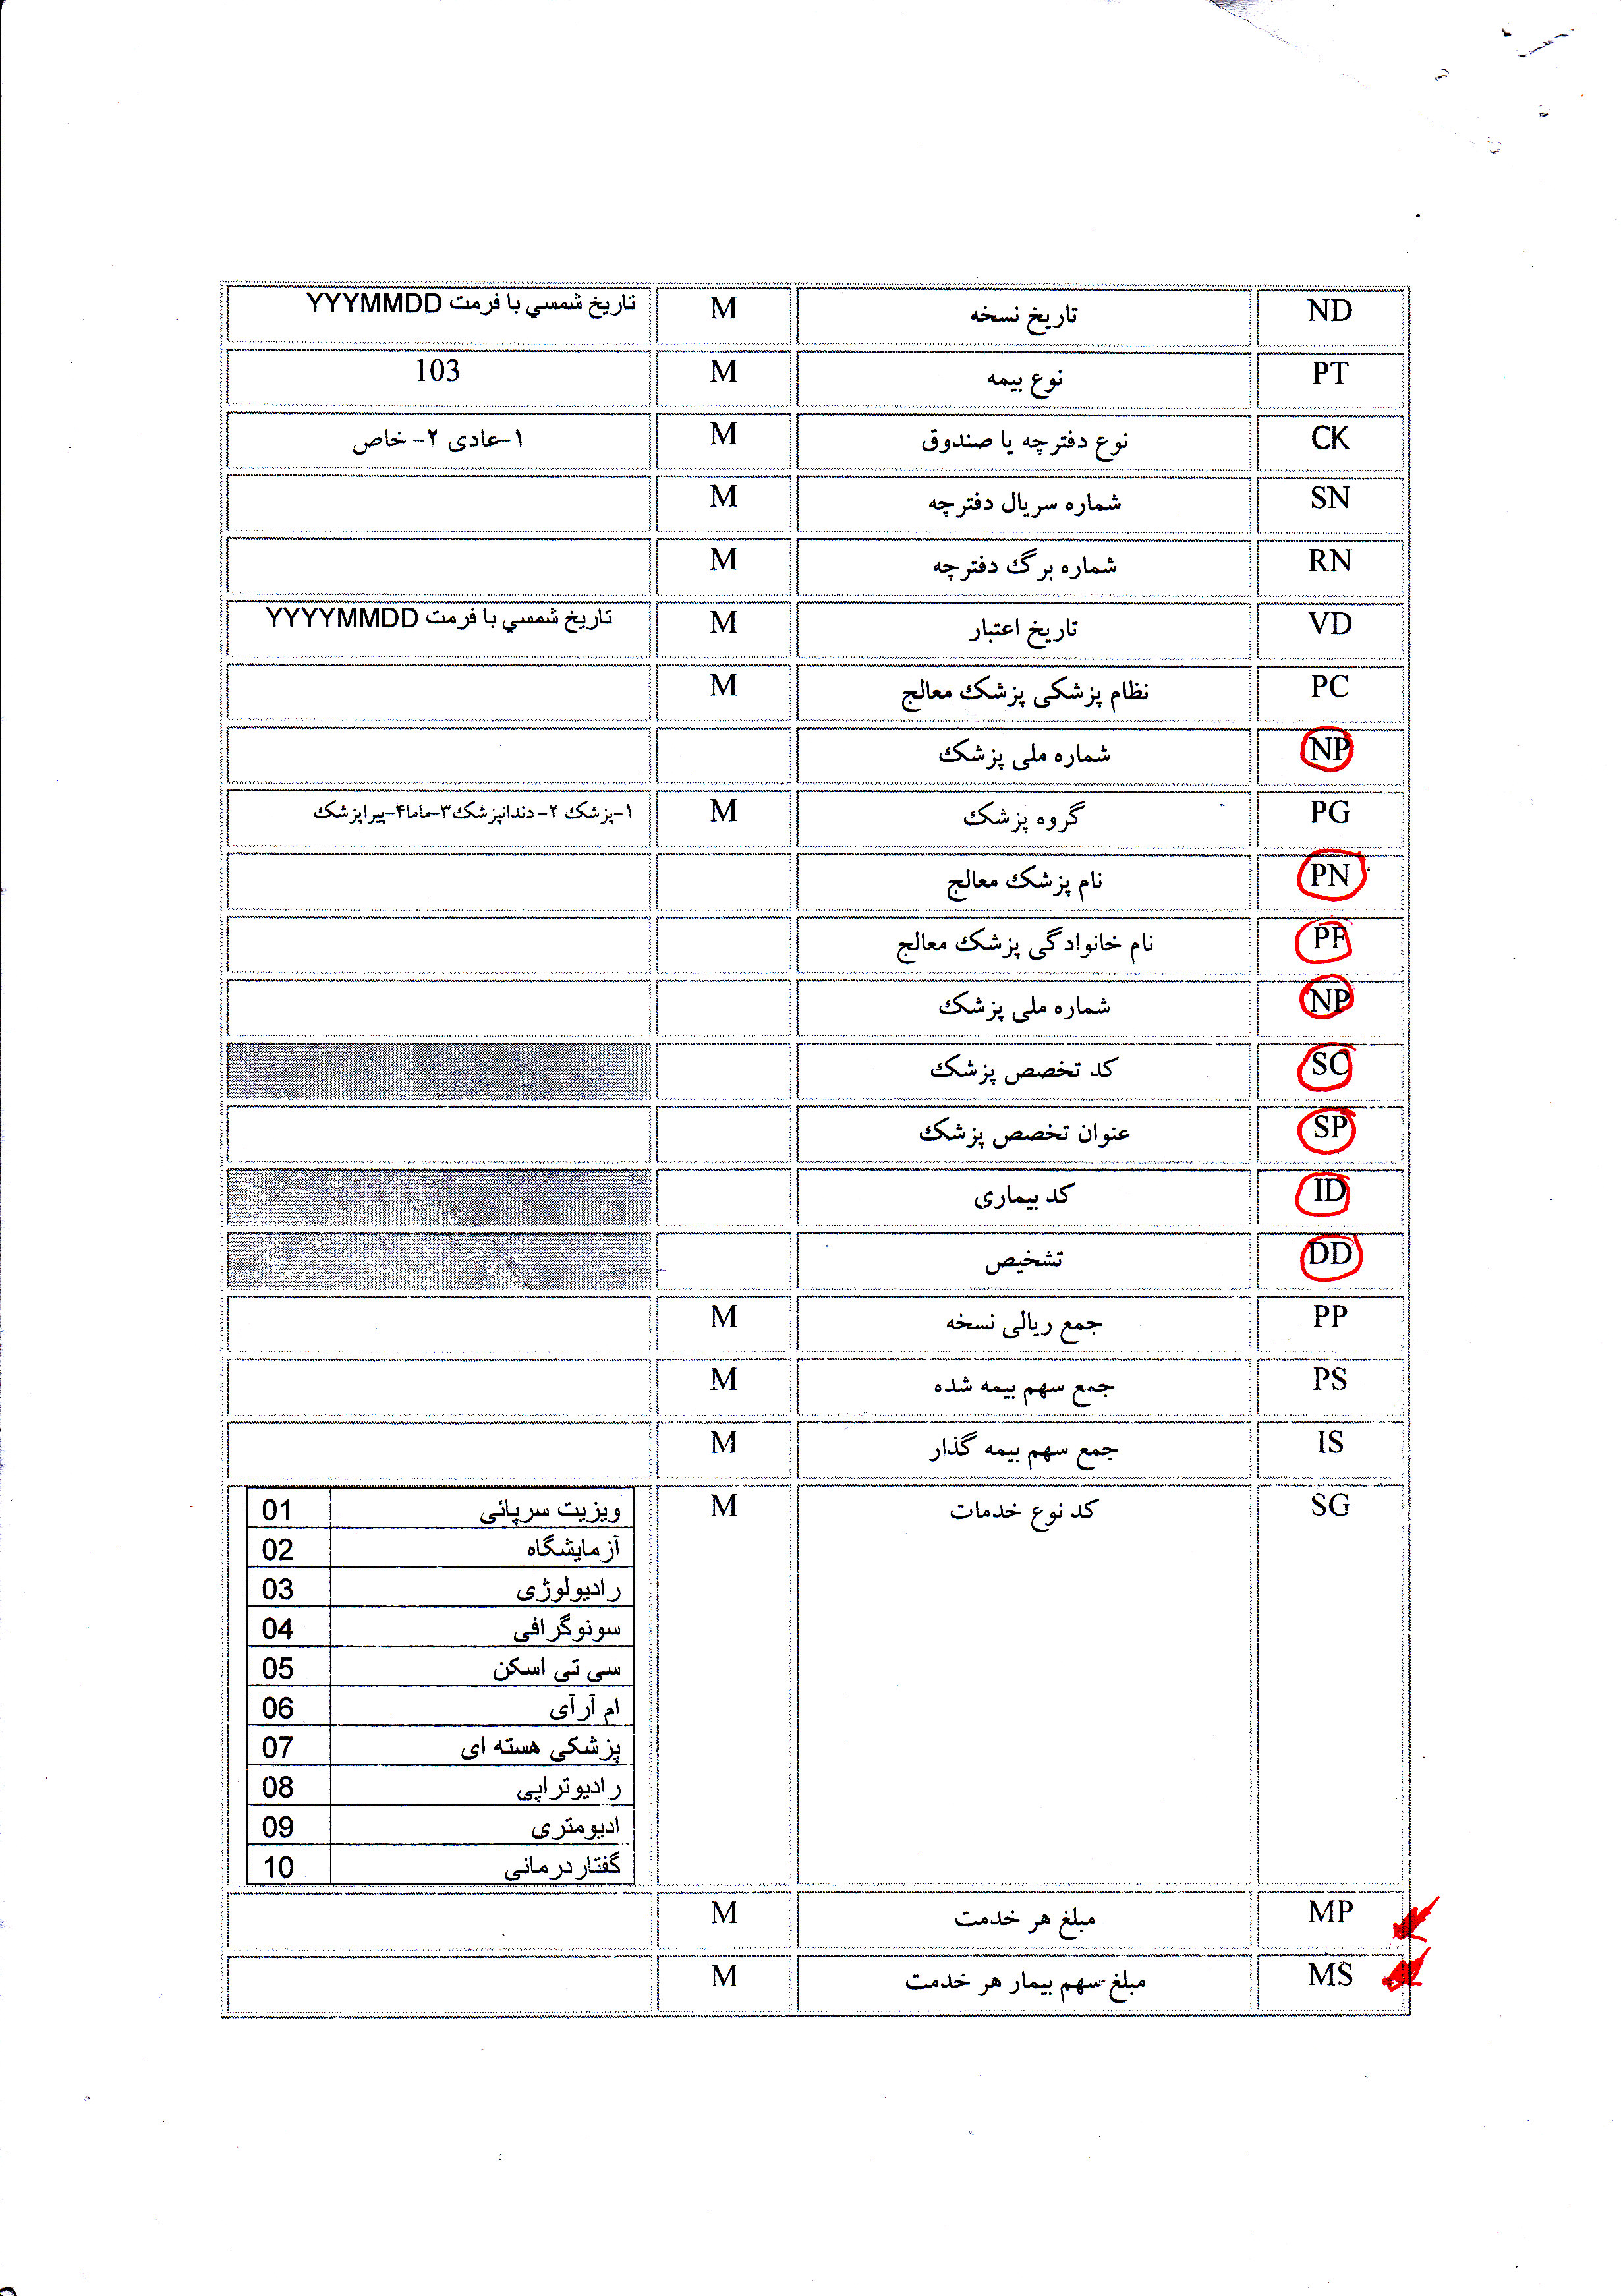 ND تاریخ نسخه M تاریخ شمسي با فرمت YYYMMDD
PT نوع بیمه M 103
CK نوع دفترچه یا صندوق M ۱-عادی ۲- خاص
SN شماره سریال دفترچه M
RN شماره برگ دفترچه M
VD تاریخ اعتبار M تاریخ شمسي با فرمت YYYYMMDD
PC نظام پزشکی پزشک معالج M
NP شماره ملی پزشک
PG گروه پزشک M ۱-پزشک ۲- دندانپزشک۳-ماما۴-پیراپزشک
PN نام پزشک معالج
PF نام خانوادگی پزشک معالج
NP شماره ملی پزشک
SC کد تخصص پزشک
SP عنوان تخصص پزشک
ID کد بیماری
DD تشخیص
PP جمع ریالی نسخه M
PS جمع سهم بیمه شده M
IS جمع سهم بیمه گذار M
SG کد نوع خدمات M ویزیت سرپائی 01
آزمایشگاه 02
رادیولوژی 03
سونوگرافی 04
سی تی اسکن 05
ام آرآی 06
پزشکی هسته ای 07
رادیوتراپی 08
ادیومتری 09
گفتاردرمانی 10
MP مبلغ هر خدمت M
MS مبلغ سهم بیمار هر خدمت M